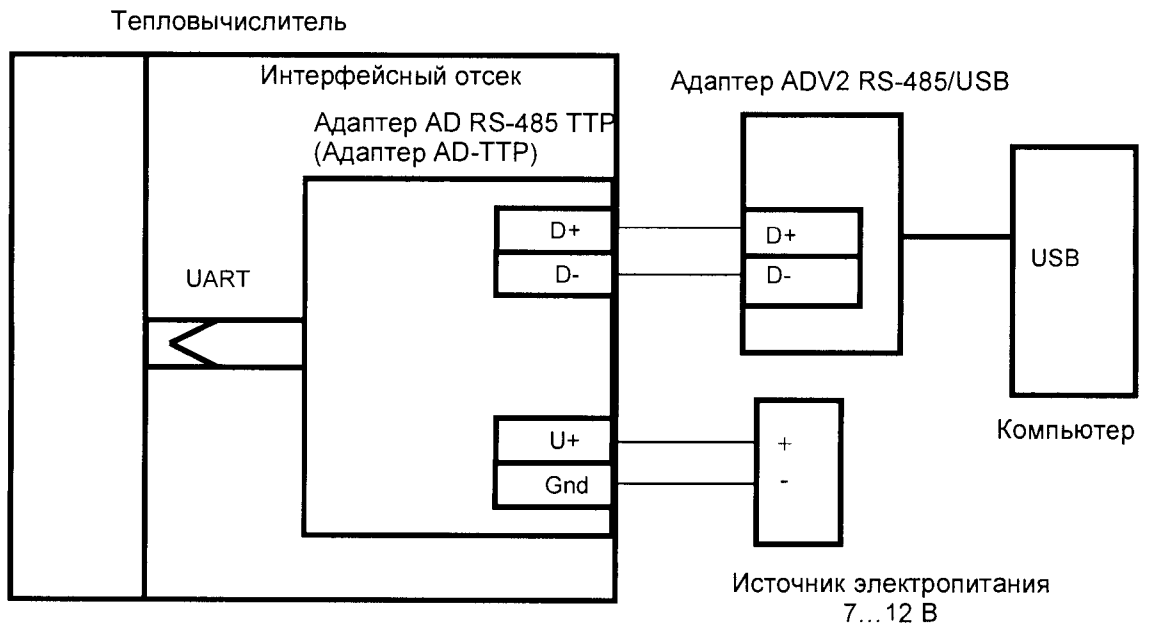 Тепловычислитель
Интерфейсный отсек
Адаптер AD RS-485 TTP
(Адаптер AD-TTP)
Адаптер ADV2 RS-485/USB
D+
D-
D+
D-
USB
UART
U+
Gnd
+
-
Компьютер
Источник электропитания
7...12 В